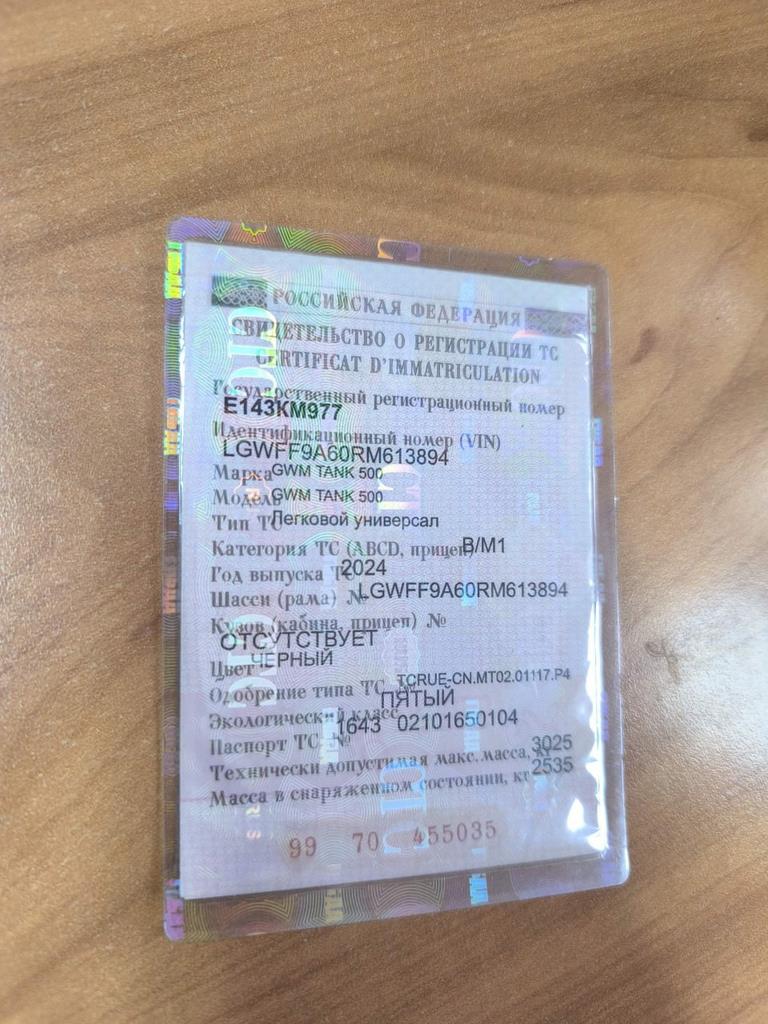 РОССИЙСКАЯ ФЕДЕРАЦИЯ
СВИДЕТЕЛЬСТВО О РЕГИСТРАЦИИ ТС
CERTIFICAT D'IMMATRICULATION
Государственный регистрационный номер
Е143КМ977
Идентификационный номер (VIN)
LGWFF9A60RM613894
Марка GWM TANK 500
Модель GWM TANK 500
Тип ТС Легковой универсал
Категория ТС (ABCD, прицеп) B/M1
Год выпуска ТС 2024
Шасси (рама) № LGWFF9A60RM613894
Кузов (кабина, прицеп) №
ОТСУТСТВУЕТ
Цвет ЧЕРНЫЙ
Одобрение типа ТС № TCRUE-CN.MT02.01117.P4
Экологический класс ПЯТЫЙ
Паспорт ТС № 1643 02101650104
Технически допустимая макс. масса, кг 3025
Масса в снаряженном состоянии, кг 2535
99 70 455035